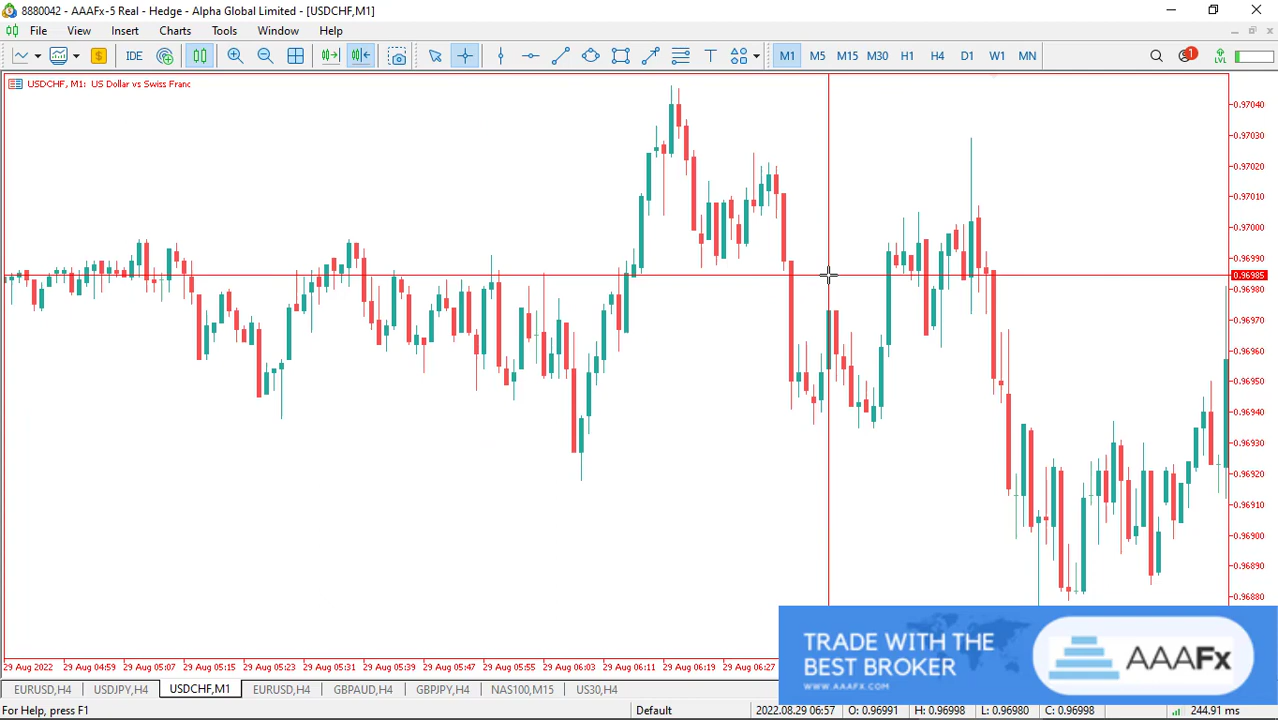 8880042 - AAAFx-5 Real - Hedge - Alpha Global Limited - [USDCHF,M1]
File View Insert Charts Tools Window Help
IDE M1 M5 M15 M30 H1 H4 D1 W1 MN 1 LVL
USDCHF, M1: US Dollar vs Swiss Franc
0.97040
0.97030
0.97020
0.97010
0.97000
0.96990
0.96985
0.96980
0.96970
0.96960
0.96950
0.96940
0.96930
0.96920
0.96910
0.96900
0.96890
0.96880
TRADE WITH THE
BEST BROKER
WWW.AAAFX.COM
AAAFx
29 Aug 2022 29 Aug 04:59 29 Aug 05:07 29 Aug 05:15 29 Aug 05:23 29 Aug 05:31 29 Aug 05:39 29 Aug 05:47 29 Aug 05:55 29 Aug 06:03 29 Aug 06:11 29 Aug 06:19 29 Aug 06:27
EURUSD,H4 USDJPY,H4 USDCHF,M1 EURUSD,H4 GBPAUD,H4 GBPJPY,H4 NAS100,M15 US30,H4
For Help, press F1 Default 2022.08.29 06:57 O: 0.96991 H: 0.96998 L: 0.96980 C: 0.96998 244.91 ms